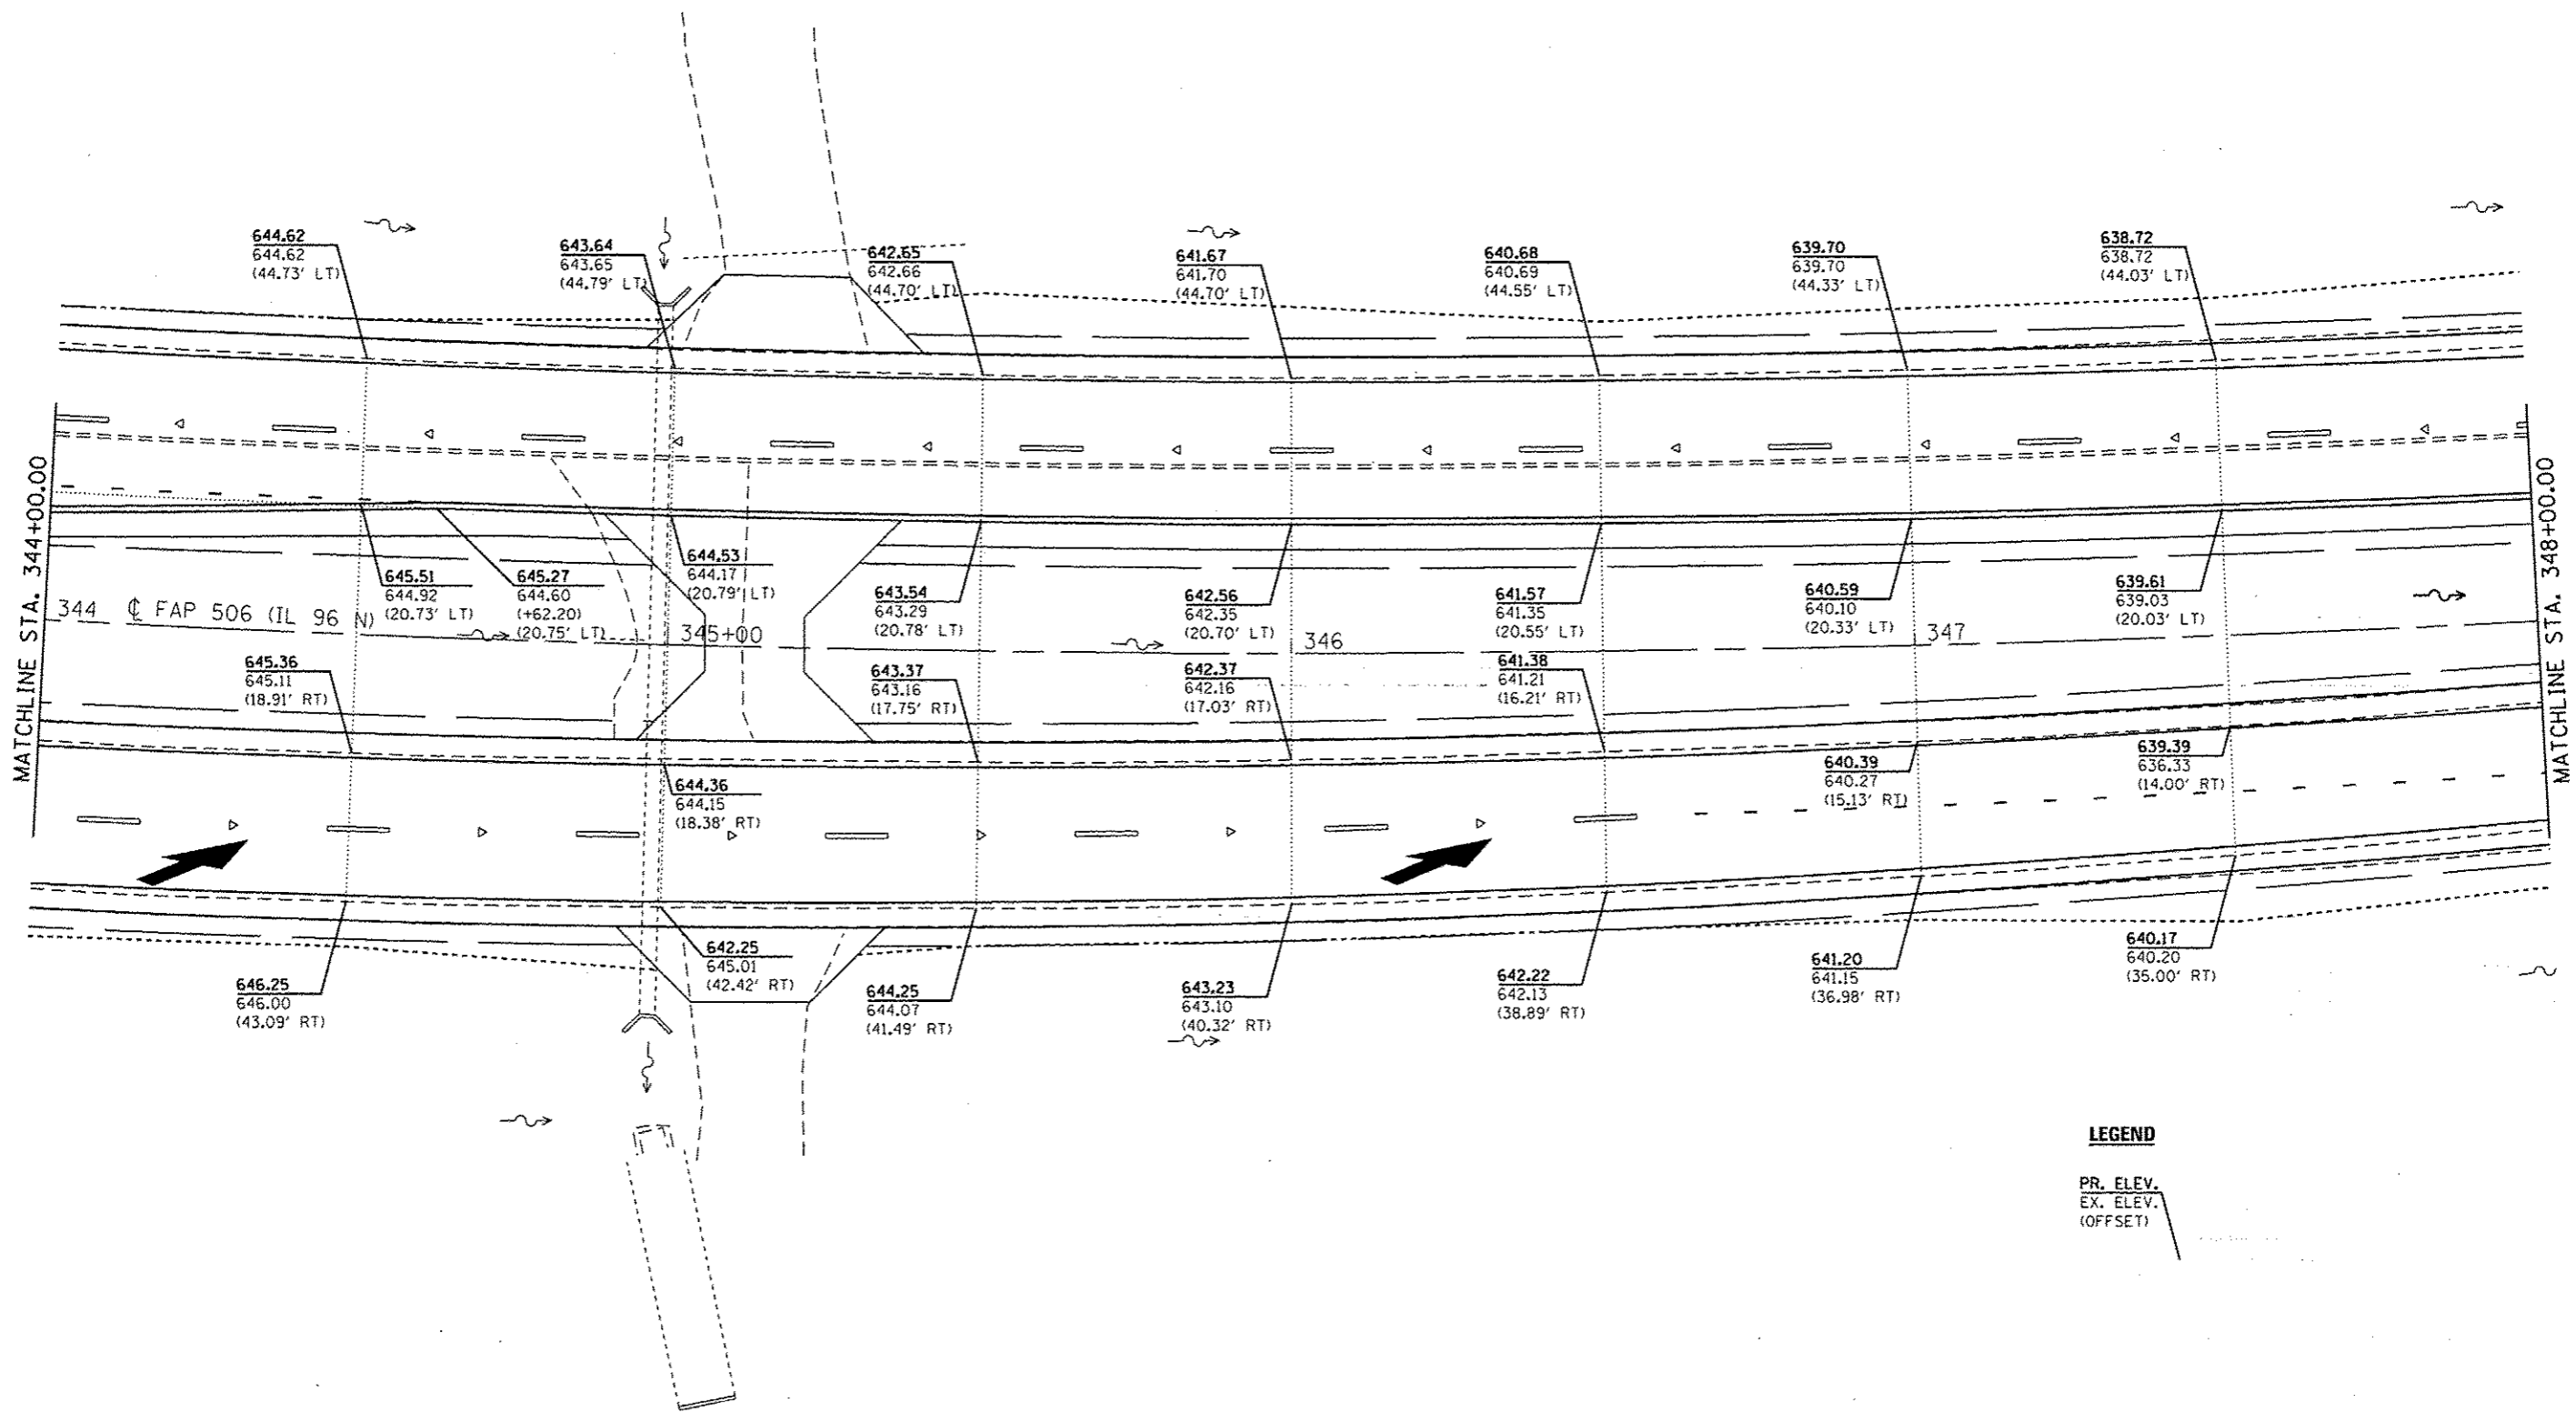 644.62
644.62
(44.73' LT)
643.64
643.65
(44.79' LT)
642.65
642.66
(44.70' LT)
641.67
641.70
(44.70' LT)
640.68
640.69
(44.55' LT)
639.70
639.70
(44.33' LT)
638.72
638.72
(44.03' LT)
MATCHLINE STA. 344+00.00
MATCHLINE STA. 348+00.00
645.51
644.92
(20.73' LT)
645.27
644.60
(+62.20)
(20.75' LT)
644.53
644.17
(20.79' LT)
643.54
643.29
(20.78' LT)
642.56
642.35
(20.70' LT)
641.57
641.35
(20.55' LT)
640.59
640.10
(20.33' LT)
639.61
639.03
(20.03' LT)
344 ℄ FAP 506 (IL 96 N)
345+00
346
347
645.36
645.11
(18.91' RT)
644.36
644.15
(18.38' RT)
643.37
643.16
(17.75' RT)
642.37
642.16
(17.03' RT)
641.38
641.21
(16.21' RT)
640.39
640.27
(15.13' RT)
639.39
636.33
(14.00' RT)
646.25
646.00
(43.09' RT)
642.25
645.01
(42.42' RT)
644.25
644.07
(41.49' RT)
643.23
643.10
(40.32' RT)
642.22
642.13
(38.89' RT)
641.20
641.15
(36.98' RT)
640.17
640.20
(35.00' RT)
LEGEND
PR. ELEV.
EX. ELEV.
(OFFSET)